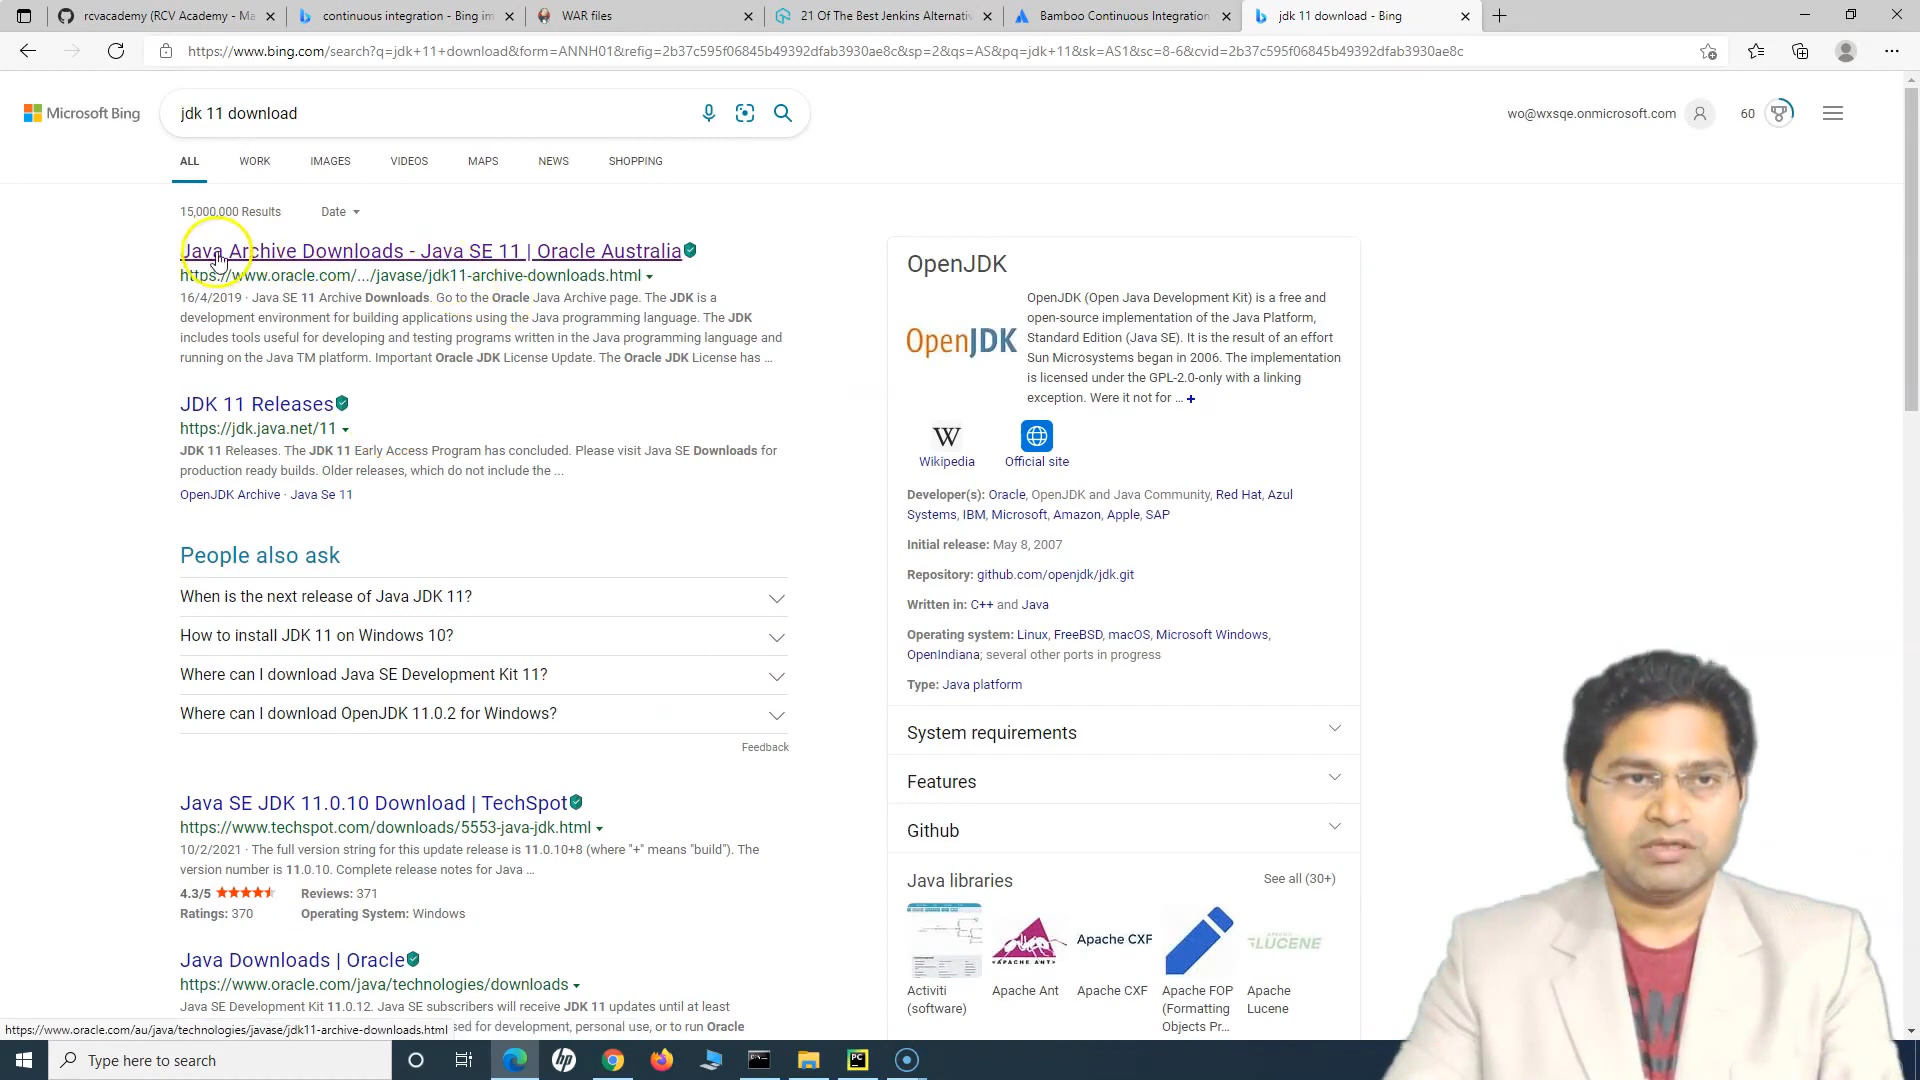 rcvacademy (RCV Academy - Ma
continuous integration - Bing im
WAR files
21 Of The Best Jenkins Alternativ
Bamboo Continuous Integration
jdk 11 download - Bing
https://www.bing.com/search?q=jdk+11+download&form=ANNH01&refig=2b37c595f06845b49392dfab3930ae8c&sp=2&qs=AS&pq=jdk+11&sk=AS1&sc=8-6&cvid=2b37c595f06845b49392dfab3930ae8c
Microsoft Bing
jdk 11 download
wo@wxsqe.onmicrosoft.com
60
ALL WORK IMAGES VIDEOS MAPS NEWS SHOPPING
15,000,000 Results Date
Java Archive Downloads - Java SE 11 | Oracle Australia
https://www.oracle.com/.../javase/jdk11-archive-downloads.html
16/4/2019 · Java SE 11 Archive Downloads. Go to the Oracle Java Archive page. The JDK is a
development environment for building applications using the Java programming language. The JDK
includes tools useful for developing and testing programs written in the Java programming language and
running on the Java TM platform. Important Oracle JDK License Update. The Oracle JDK License has ...
JDK 11 Releases
https://jdk.java.net/11
JDK 11 Releases. The JDK 11 Early Access Program has concluded. Please visit Java SE Downloads for
production ready builds. Older releases, which do not include the ...
OpenJDK Archive · Java Se 11
People also ask
When is the next release of Java JDK 11?
How to install JDK 11 on Windows 10?
Where can I download Java SE Development Kit 11?
Where can I download OpenJDK 11.0.2 for Windows?
Feedback
Java SE JDK 11.0.10 Download | TechSpot
https://www.techspot.com/downloads/5553-java-jdk.html
10/2/2021 · The full version string for this update release is 11.0.10+8 (where "+" means "build"). The
version number is 11.0.10. Complete release notes for Java ...
4.3/5 Reviews: 371
Ratings: 370 Operating System: Windows
Java Downloads | Oracle
https://www.oracle.com/java/technologies/downloads
Java SE Development Kit 11.0.12. Java SE subscribers will receive JDK 11 updates until at least
sed for development, personal use, or to run Oracle
https://www.oracle.com/au/java/technologies/javase/jdk11-archive-downloads.html
OpenJDK
OpenJDK
OpenJDK (Open Java Development Kit) is a free and
open-source implementation of the Java Platform,
Standard Edition (Java SE). It is the result of an effort
Sun Microsystems began in 2006. The implementation
is licensed under the GPL-2.0-only with a linking
exception. Were it not for ... +
W
Wikipedia Official site
Developer(s): Oracle, OpenJDK and Java Community, Red Hat, Azul
Systems, IBM, Microsoft, Amazon, Apple, SAP
Initial release: May 8, 2007
Repository: github.com/openjdk/jdk.git
Written in: C++ and Java
Operating system: Linux, FreeBSD, macOS, Microsoft Windows,
OpenIndiana; several other ports in progress
Type: Java platform
System requirements
Features
Github
Java libraries See all (30+)
APACHE ANT
Apache CXF
LUCENE
Activiti
(software)
Apache Ant
Apache CXF
Apache FOP
(Formatting
Objects Pr...
Apache
Lucene
Type here to search
hp
PC